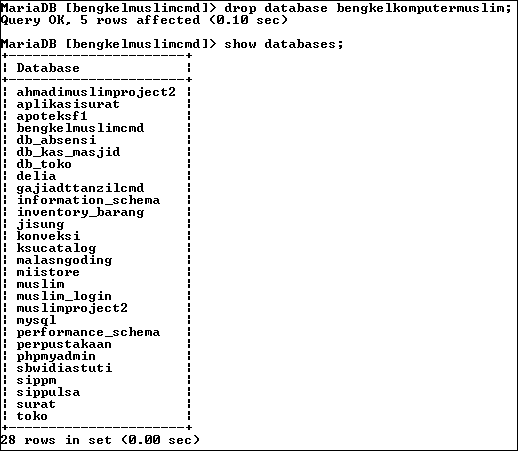 MariaDB [bengkelmuslimcmd]> drop database bengkelkomputermuslim;
Query OK, 5 rows affected (0.10 sec)

MariaDB [bengkelmuslimcmd]> show databases;
+----------------------+
| Database             |
+----------------------+
| ahmadimuslimproject2 |
| aplikasisurat        |
| apoteksf1            |
| bengkelmuslimcmd     |
| db_absensi           |
| db_kas_masjid        |
| db_toko              |
| delia                |
| gajiadttanzilcmd     |
| information_schema   |
| inventory_barang     |
| jisung               |
| konveksi             |
| ksucatalog           |
| malasngoding         |
| miistore             |
| muslim               |
| muslim_login         |
| muslimproject2       |
| mysql                |
| performance_schema   |
| perpustakaan         |
| phpmyadmin           |
| sbwidiastuti         |
| sippm                |
| sippulsa             |
| surat                |
| toko                 |
+----------------------+
28 rows in set (0.00 sec)